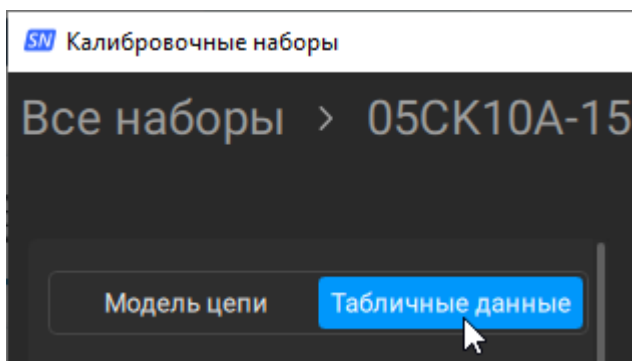 SN Калибровочные наборы
Все наборы > 05CK10A-15
Модель цепи Табличные данные